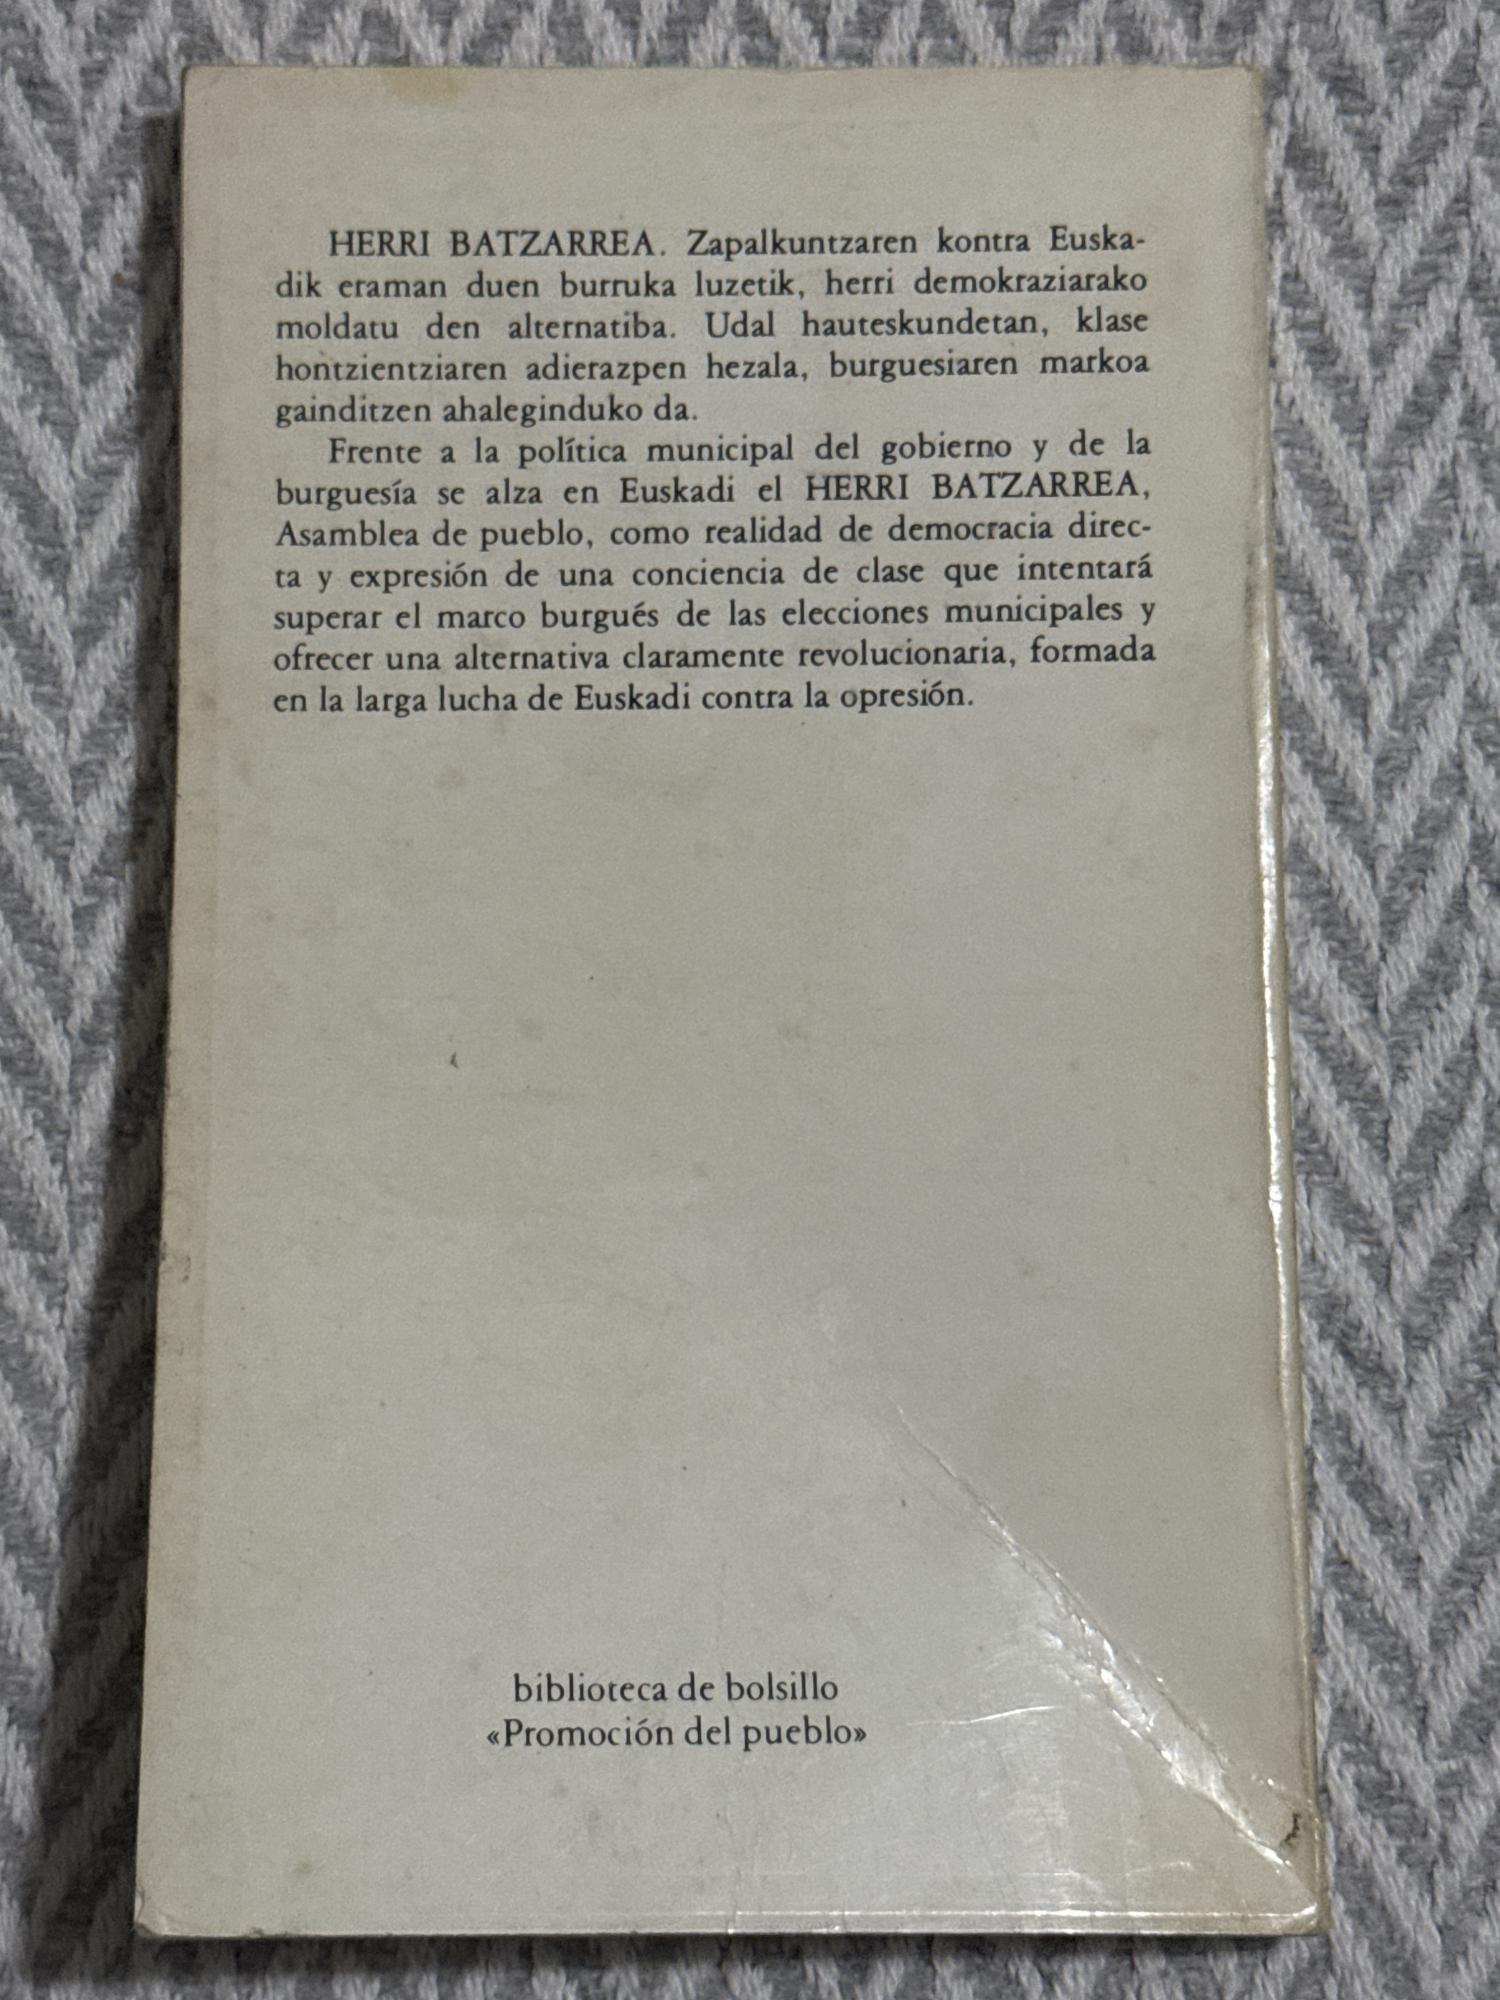 HERRI BATZARREA. Zapalkuntzaren kontra Euska-
dik eraman duen burruka luzetik, herri demokraziarako
moldatu den alternatiba. Udal hauteskundetan, klase
hontzientziaren adierazpen hezala, burguesiaren markoa
gainditzen ahaleginduko da.
Frente a la política municipal del gobierno y de la
burguesía se alza en Euskadi el HERRI BATZARREA,
Asamblea de pueblo, como realidad de democracia direc-
ta y expresión de una conciencia de clase que intentará
superar el marco burgués de las elecciones municipales y
ofrecer una alternativa claramente revolucionaria, formada
en la larga lucha de Euskadi contra la opresión.
biblioteca de bolsillo
«Promoción del pueblo»